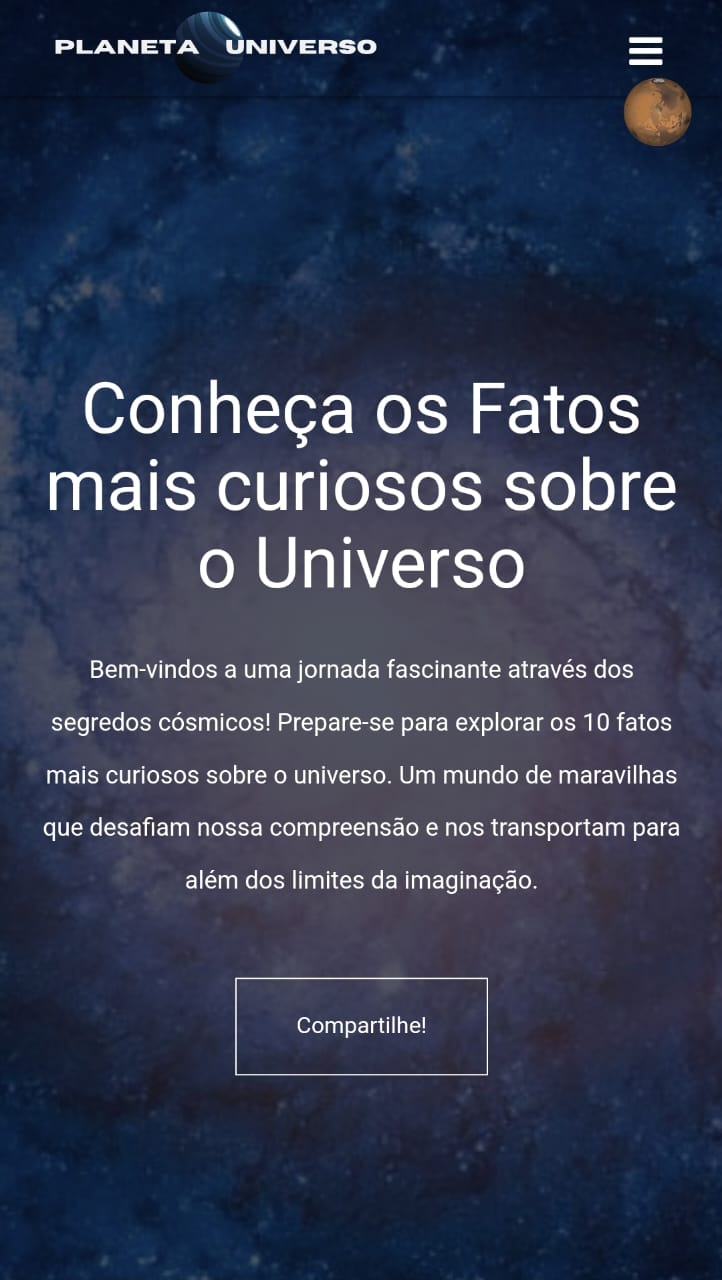 PLANETA UNIVERSO
Conheça os Fatos
mais curiosos sobre
o Universo
Bem-vindos a uma jornada fascinante através dos
segredos cósmicos! Prepare-se para explorar os 10 fatos
mais curiosos sobre o universo. Um mundo de maravilhas
que desafiam nossa compreensão e nos transportam para
além dos limites da imaginação.
Compartilhe!